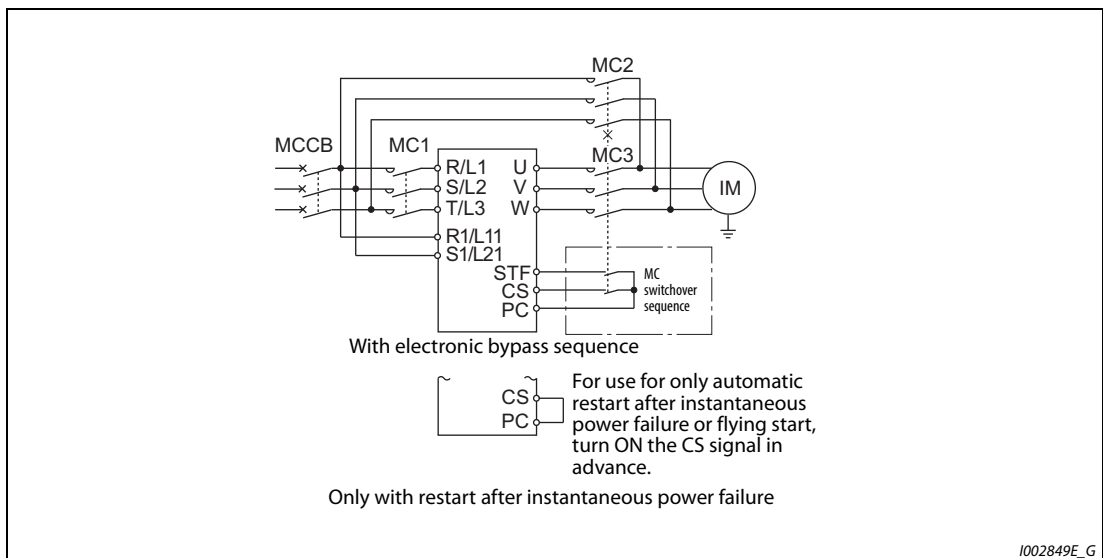 MC2
MCCB MC1 MC3
R/L1 U
S/L2 V IM
T/L3 W
R1/L11
S1/L21
STF MC
CS switchover
PC sequence
With electronic bypass sequence
CS
PC
For use for only automatic
restart after instantaneous
power failure or flying start,
turn ON the CS signal in
advance.
Only with restart after instantaneous power failure
I002849E_G